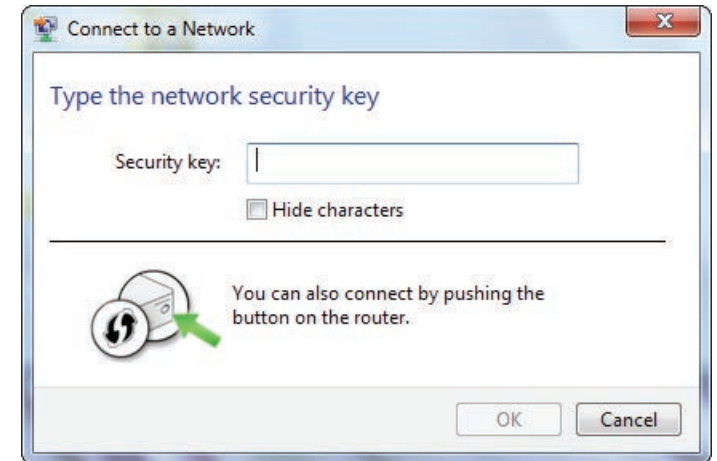 Connect to a Network
Type the network security key
Security key:
Hide characters
You can also connect by pushing the
button on the router.
OK Cancel